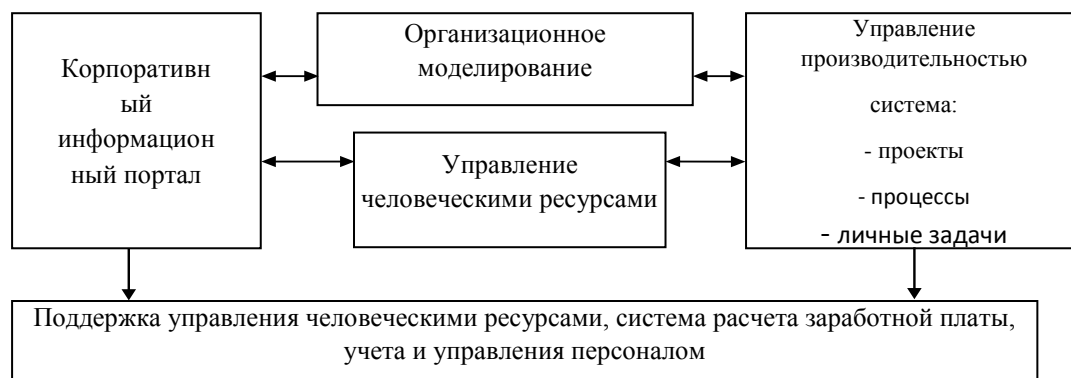 Корпоративн
ый
информацион
ный портал
Организационное
моделирование
Управление
человеческими ресурсами
Управление
производительностью
система:
- проекты
- процессы
- личные задачи
Поддержка управления человеческими ресурсами, система расчета заработной платы,
учета и управления персоналом